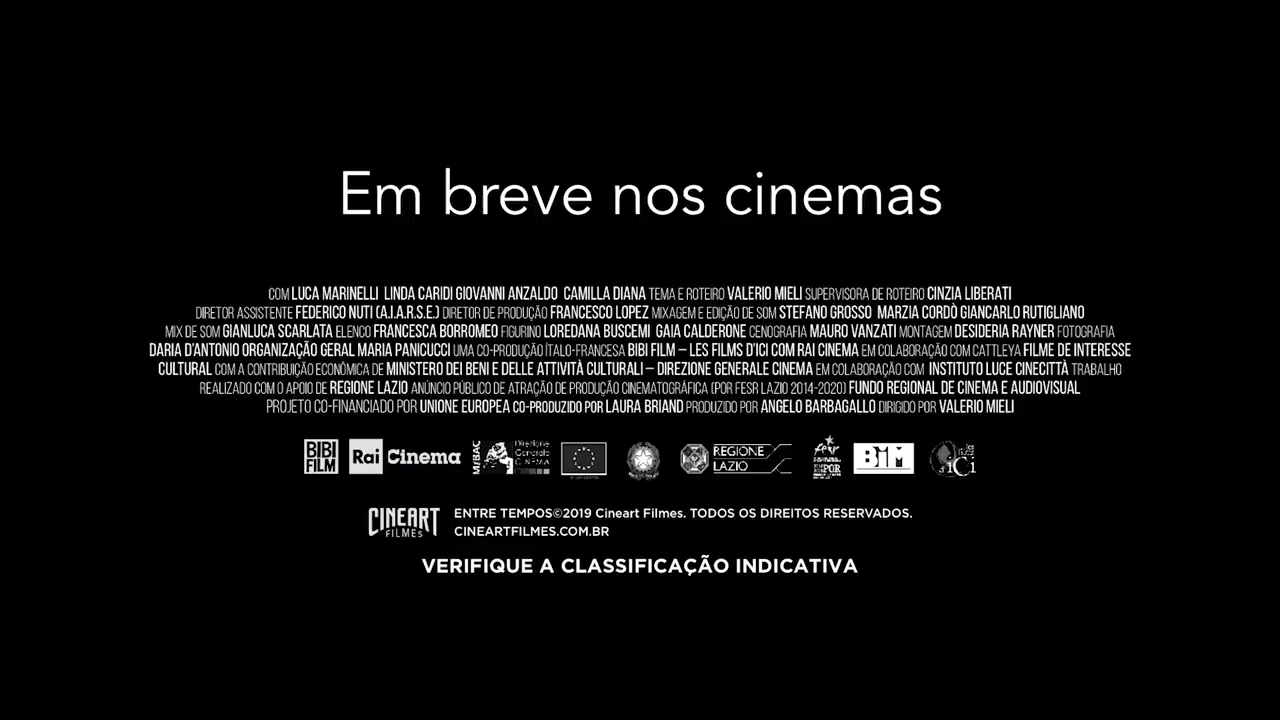 Em breve nos cinemas
COM LUCA MARINELLI LINDA CARIDI GIOVANNI ANZALDO CAMILLA DIANA TEMA E ROTEIRO VALERIO MIELI SUPERVISORA DE ROTEIRO CINZIA LIBERATI
DIRETOR ASSISTENTE FEDERICO NUTI (A.I.A.R.S.E.) DIRETOR DE PRODUÇÃO FRANCESCO LOPEZ MIXAGEM E EDIÇÃO DE SOM STEFANO GROSSO MARZIA CORDÒ GIANCARLO RUTIGLIANO
MIX DE SOM GIANLUCA SCARLATA ELENCO FRANCESCA BORROMEO FIGURINO LOREDANA BUSCEMI GAIA CALDERONE CENOGRAFIA MAURO VANZATI MONTAGEM DESIDERIA RAYNER FOTOGRAFIA
DARIA D'ANTONIO ORGANIZAÇÃO GERAL MARIA PANICUCCI UMA CO-PRODUÇÃO ÍTALO-FRANCESA BIBI FILM – LES FILMS D'ICI COM RAI CINEMA EM COLABORAÇÃO COM CATTLEYA FILME DE INTERESSE
CULTURAL COM A CONTRIBUIÇÃO ECONÔMICA DE MINISTERO DEI BENI E DELLE ATTIVITÀ CULTURALI – DIREZIONE GENERALE CINEMA EM COLABORAÇÃO COM INSTITUTO LUCE CINECITTÀ TRABALHO
REALIZADO COM O APOIO DE REGIONE LAZIO ANÚNCIO PÚBLICO DE ATRAÇÃO DE PRODUÇÃO CINEMATOGRÁFICA (POR FESR LAZIO 2014-2020) FUNDO REGIONAL DE CINEMA E AUDIOVISUAL
PROJETO CO-FINANCIADO POR UNIONE EUROPEA CO-PRODUZIDO POR LAURA BRIAND PRODUZIDO POR ANGELO BARBAGALLO DIRIGIDO POR VALERIO MIELI
BIBI FILM Rai Cinema MiBAC Direzione Generale CINEMA REGIONE LAZIO fesr POR BiM iCi
CINEART FILMES
ENTRE TEMPOS©2019 Cineart Filmes. TODOS OS DIREITOS RESERVADOS.
CINEARTFILMES.COM.BR
VERIFIQUE A CLASSIFICAÇÃO INDICATIVA